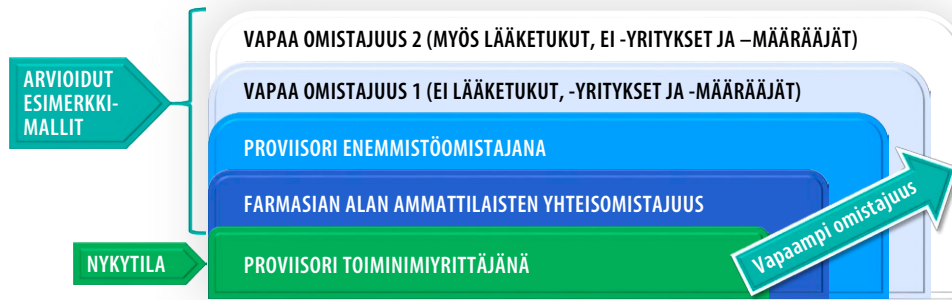 VAPAA OMISTAJUUS 2 (MYÖS LÄÄKETUKUT, EI -YRITYKSET JA –MÄÄRÄÄJÄT)
ARVIOIDUT
ESIMERKKI-
MALLIT
VAPAA OMISTAJUUS 1 (EI LÄÄKETUKUT, -YRITYKSET JA -MÄÄRÄÄJÄT)
PROVIISORI ENEMMISTÖOMISTAJANA
FARMASIAN ALAN AMMATTILAISTEN YHTEISOMISTAJUUS
Vapaampi omistajuus
NYKYTILA
PROVIISORI TOIMINIMIYRITTÄJÄNÄ